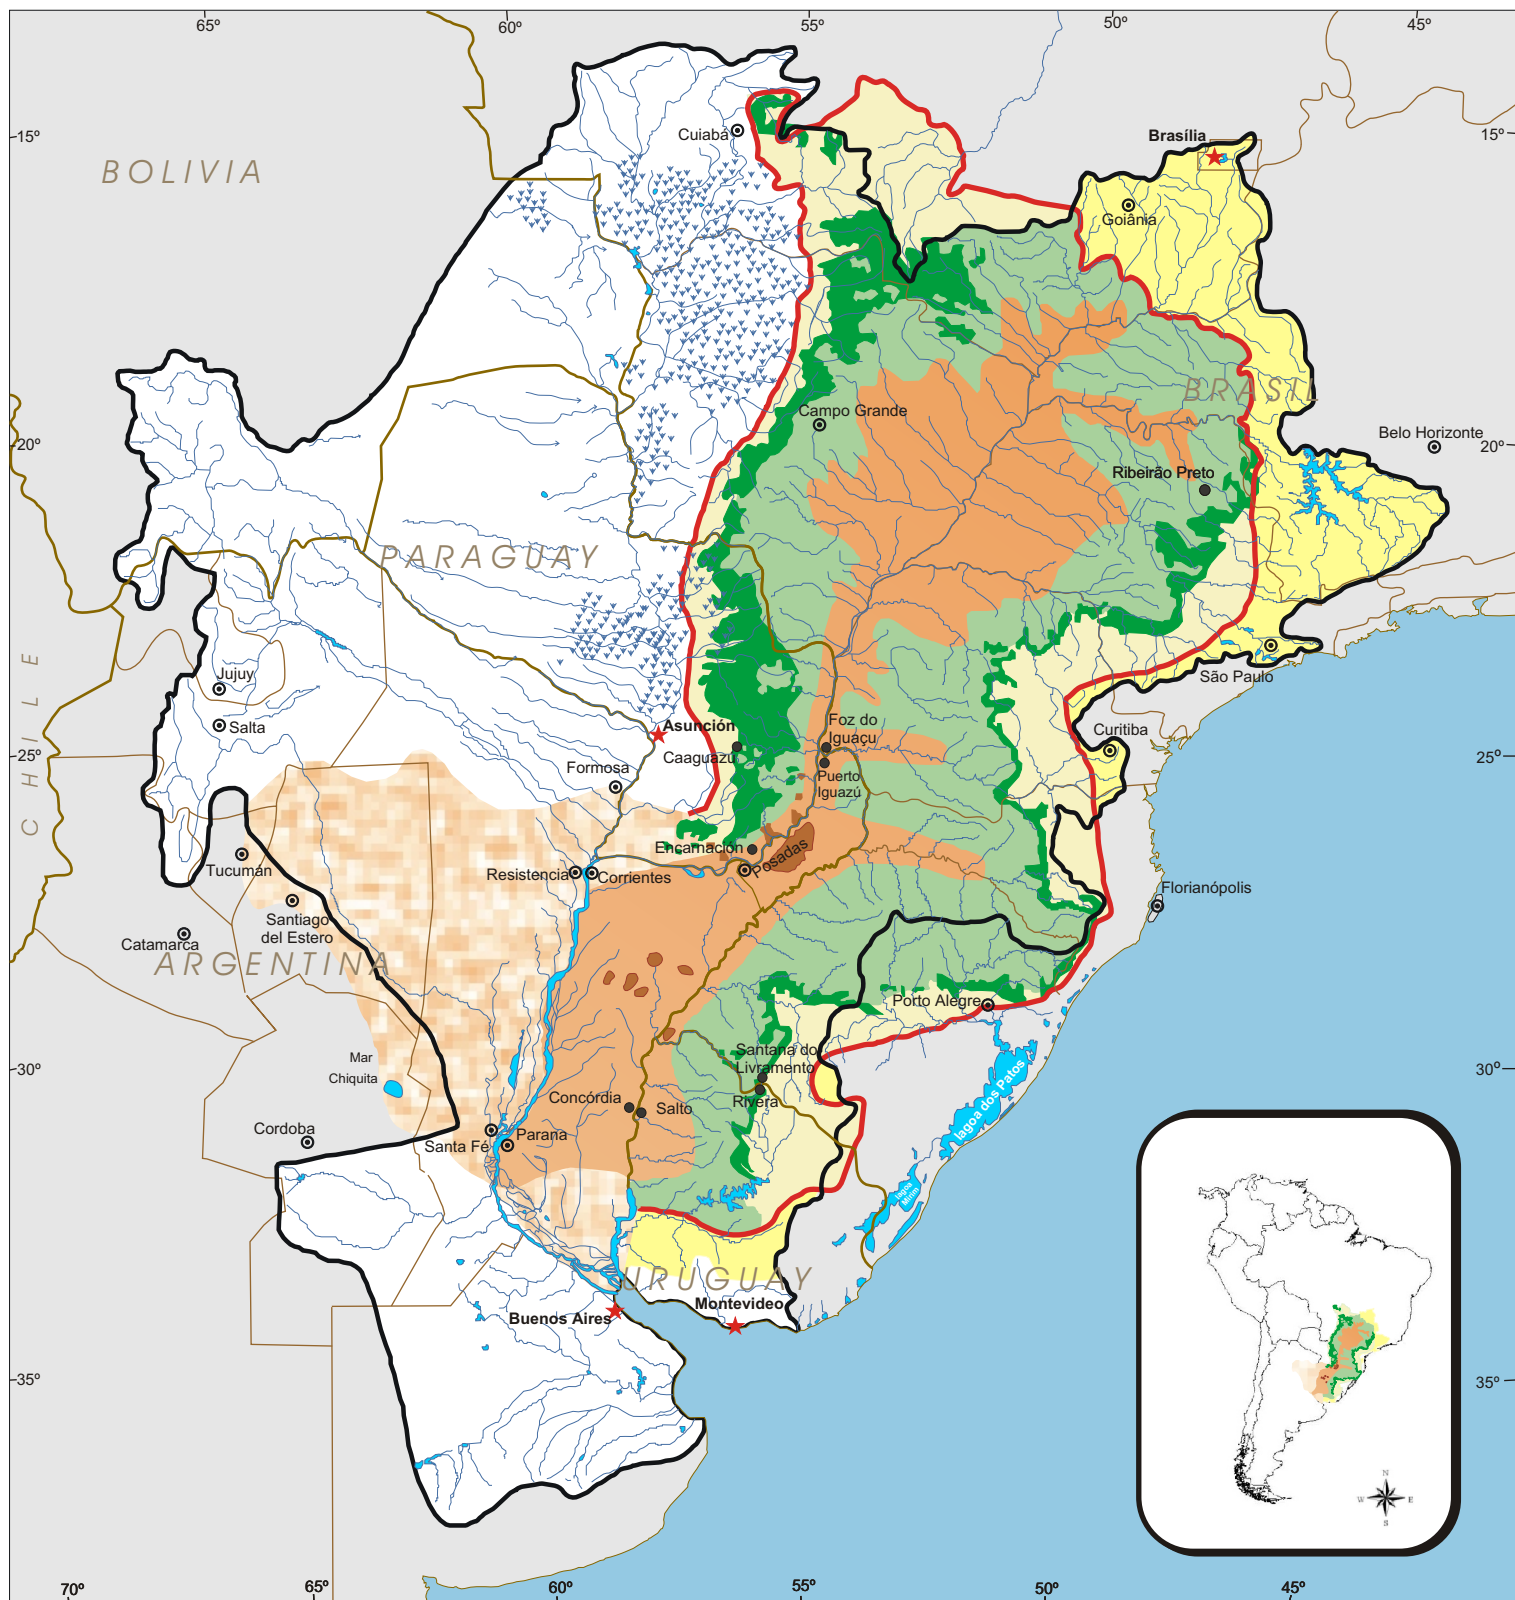 65º 60º 55º 50º 45º
15º
15º
Brasília
Cuiabá
BOLIVIA
Goiânia
BRASIL
Campo Grande
Belo Horizonte
20º
20º
Ribeirão Preto
PARAGUAY
CHILE
Jujuy
São Paulo
Salta
Asunción
Foz do
Iguaçu
Curitiba
25º
25º
Caaguazú
Formosa
Puerto
Iguazú
Encarnación
Posadas
Tucumán
Resistencia
Corrientes
Florianópolis
Santiago
del Estero
Catamarca
ARGENTINA
Porto Alegre
Mar
Chiquita
Santana do
Livramento
30º
30º
lagoa dos Patos
Concórdia
Salto
Rivera
Cordoba
Santa Fé
Parana
lagoa
Mirim
URUGUAY
Montevideo
Buenos Aires
35º
35º
N
W E
S
70º 65º 60º 55º 50º 45º